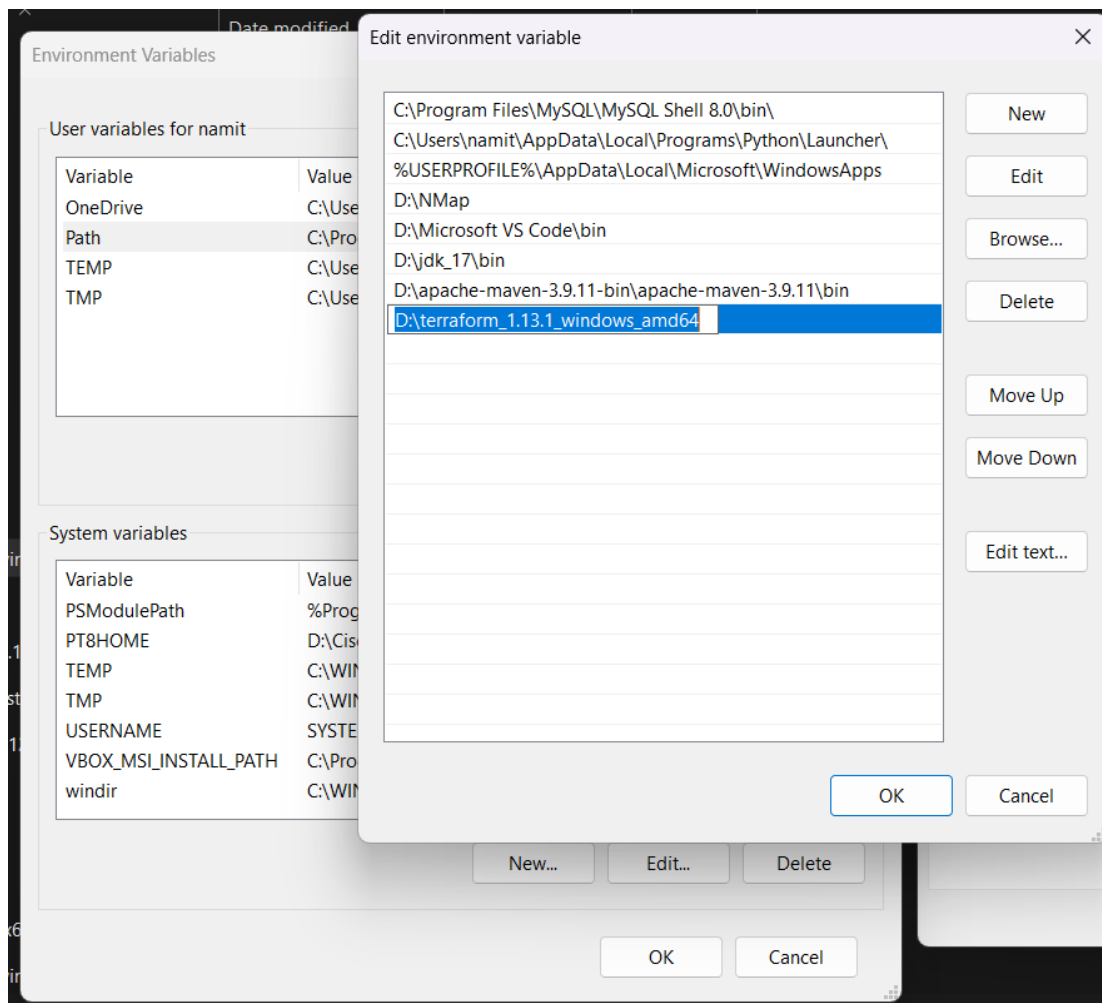 Date modified
Environment Variables
User variables for namit
Variable Value
OneDrive C:\Use
Path C:\Pro
TEMP C:\Use
TMP C:\Use
System variables
Variable Value
PSModulePath %Prog
PT8HOME D:\Cis
TEMP C:\WIN
TMP C:\WIN
USERNAME SYSTE
VBOX_MSI_INSTALL_PATH C:\Pro
windir C:\WIN
New... Edit... Delete
OK Cancel
Edit environment variable
C:\Program Files\MySQL\MySQL Shell 8.0\bin\
C:\Users\namit\AppData\Local\Programs\Python\Launcher\
%USERPROFILE%\AppData\Local\Microsoft\WindowsApps
D:\NMap
D:\Microsoft VS Code\bin
D:\jdk_17\bin
D:\apache-maven-3.9.11-bin\apache-maven-3.9.11\bin
D:\terraform_1.13.1_windows_amd64
New
Edit
Browse...
Delete
Move Up
Move Down
Edit text...
OK Cancel